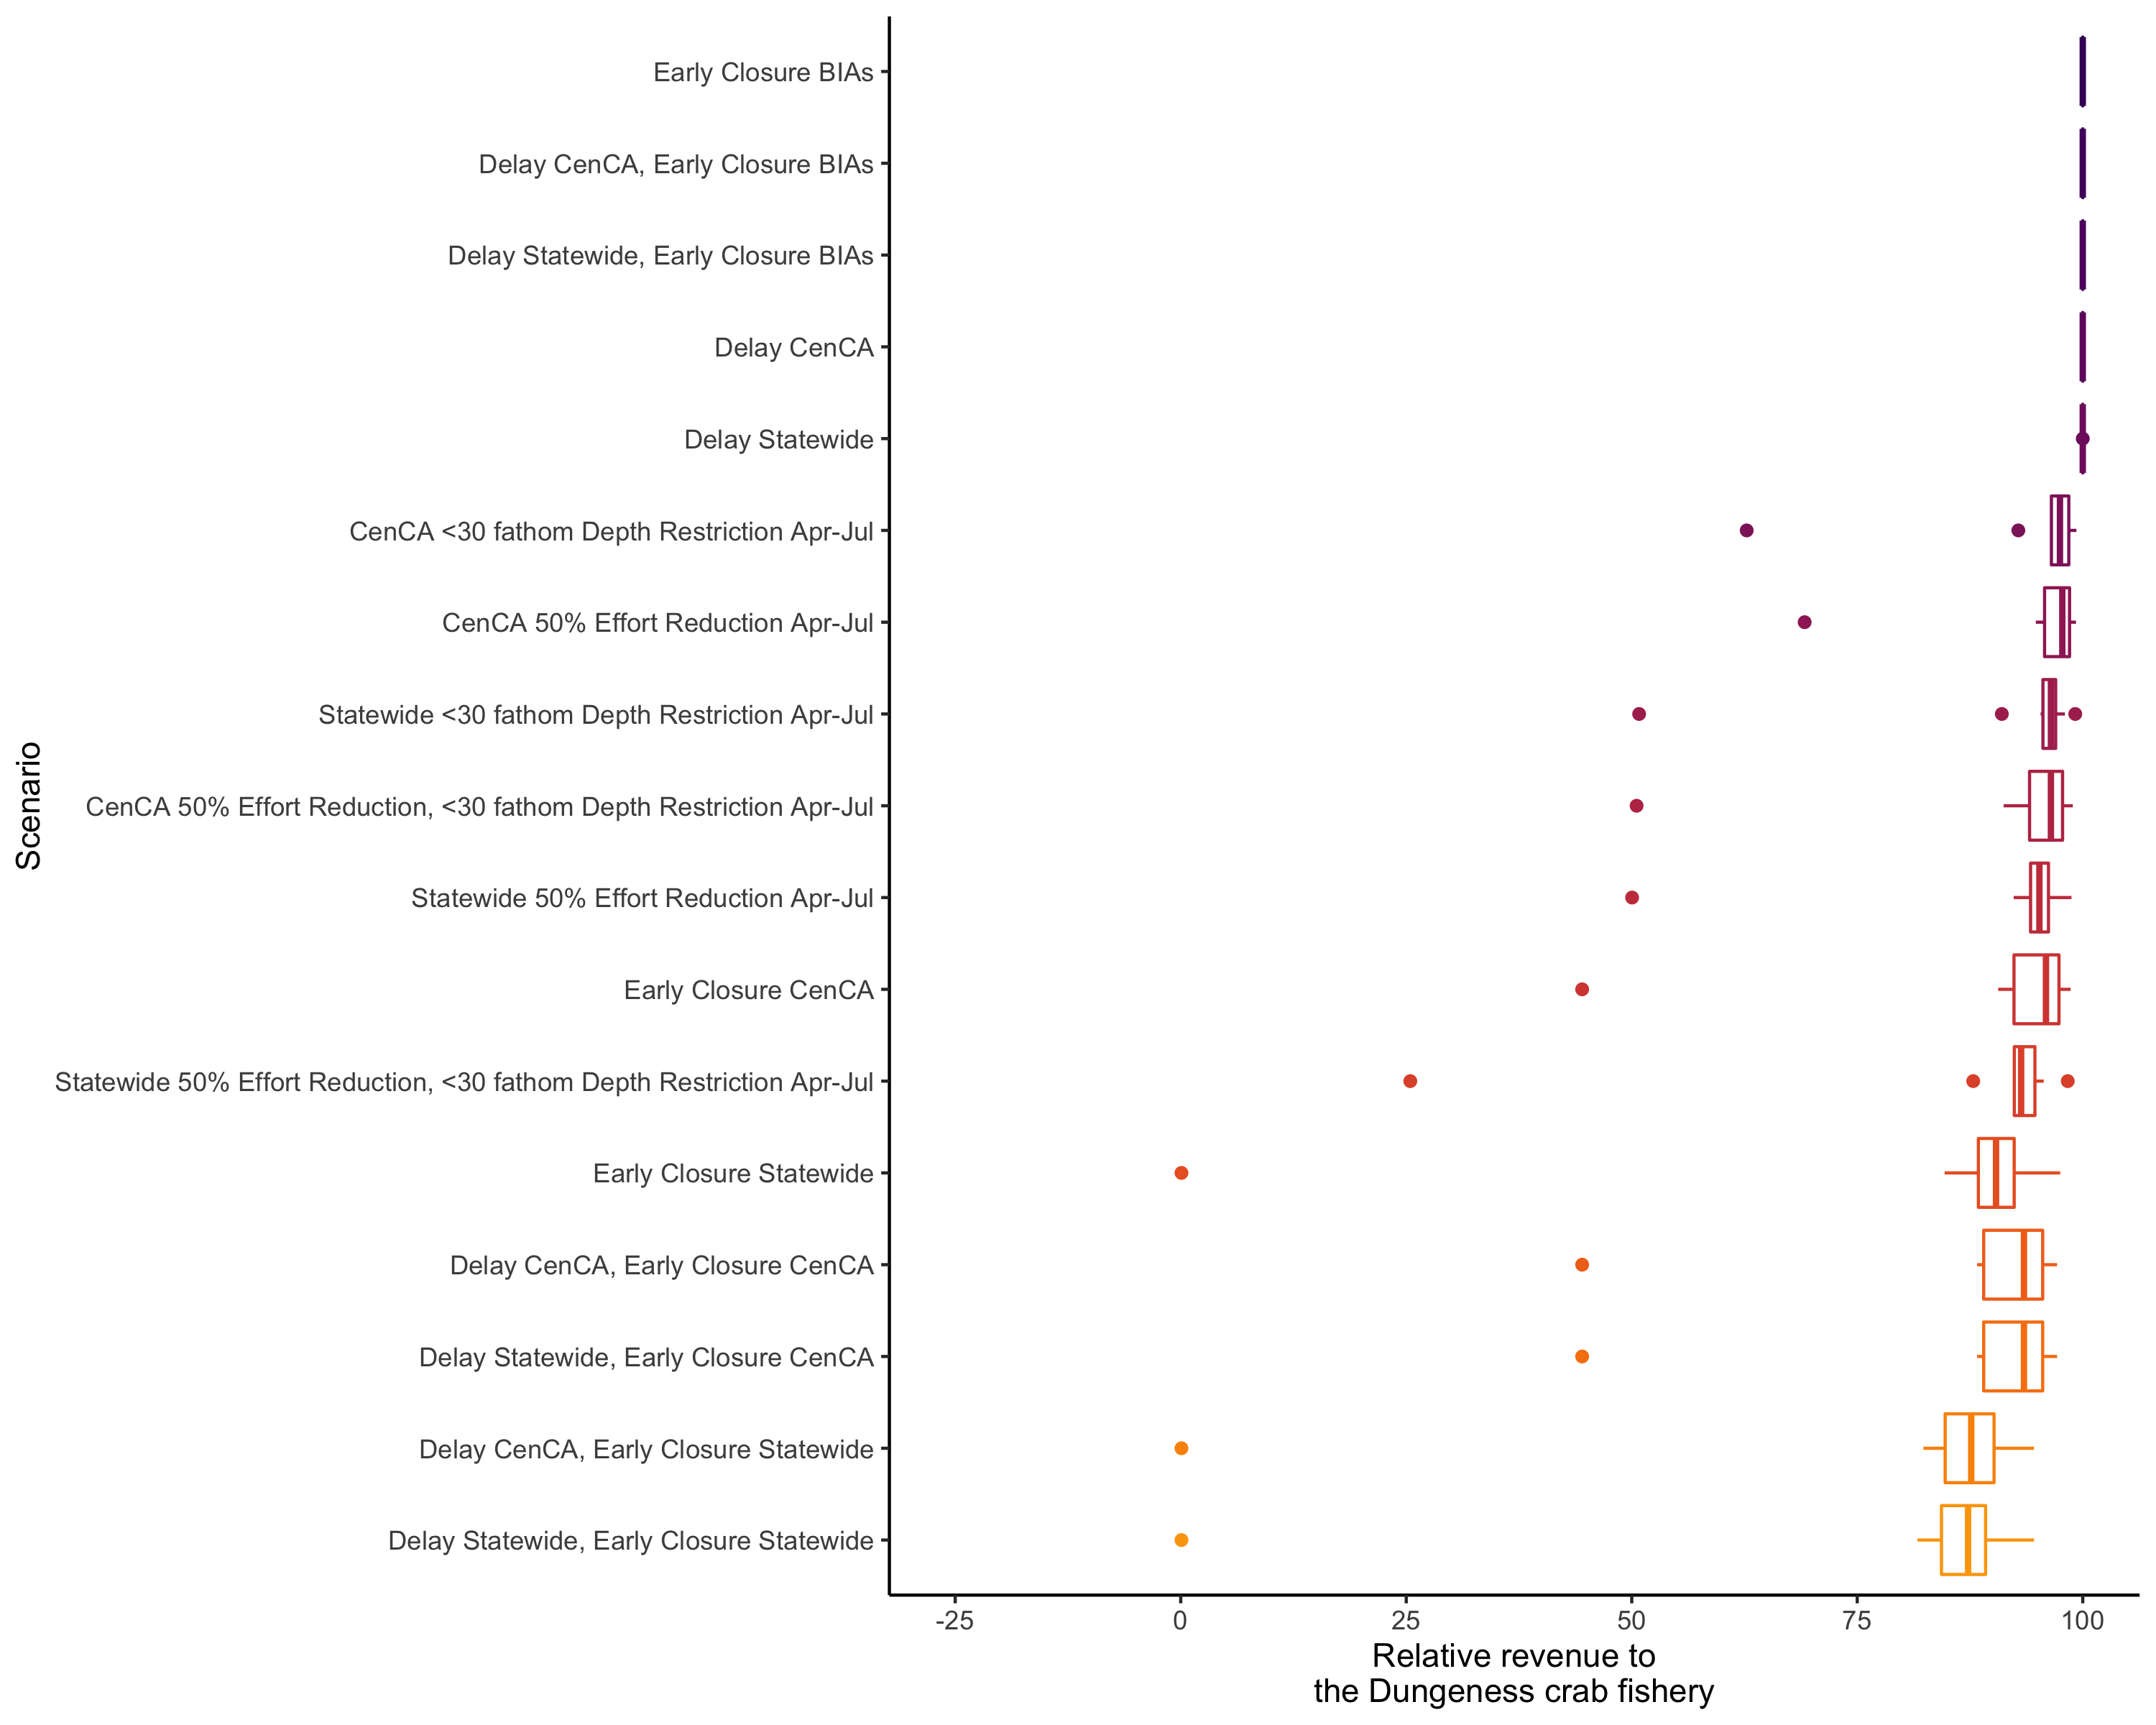 Scenario
Early Closure BIAs
Delay CenCA, Early Closure BIAs
Delay Statewide, Early Closure BIAs
Delay CenCA
Delay Statewide
CenCA <30 fathom Depth Restriction Apr-Jul
CenCA 50% Effort Reduction Apr-Jul
Statewide <30 fathom Depth Restriction Apr-Jul
CenCA 50% Effort Reduction, <30 fathom Depth Restriction Apr-Jul
Statewide 50% Effort Reduction Apr-Jul
Early Closure CenCA
Statewide 50% Effort Reduction, <30 fathom Depth Restriction Apr-Jul
Early Closure Statewide
Delay CenCA, Early Closure CenCA
Delay Statewide, Early Closure CenCA
Delay CenCA, Early Closure Statewide
Delay Statewide, Early Closure Statewide
-25 0 25 50 75 100
Relative revenue to
the Dungeness crab fishery